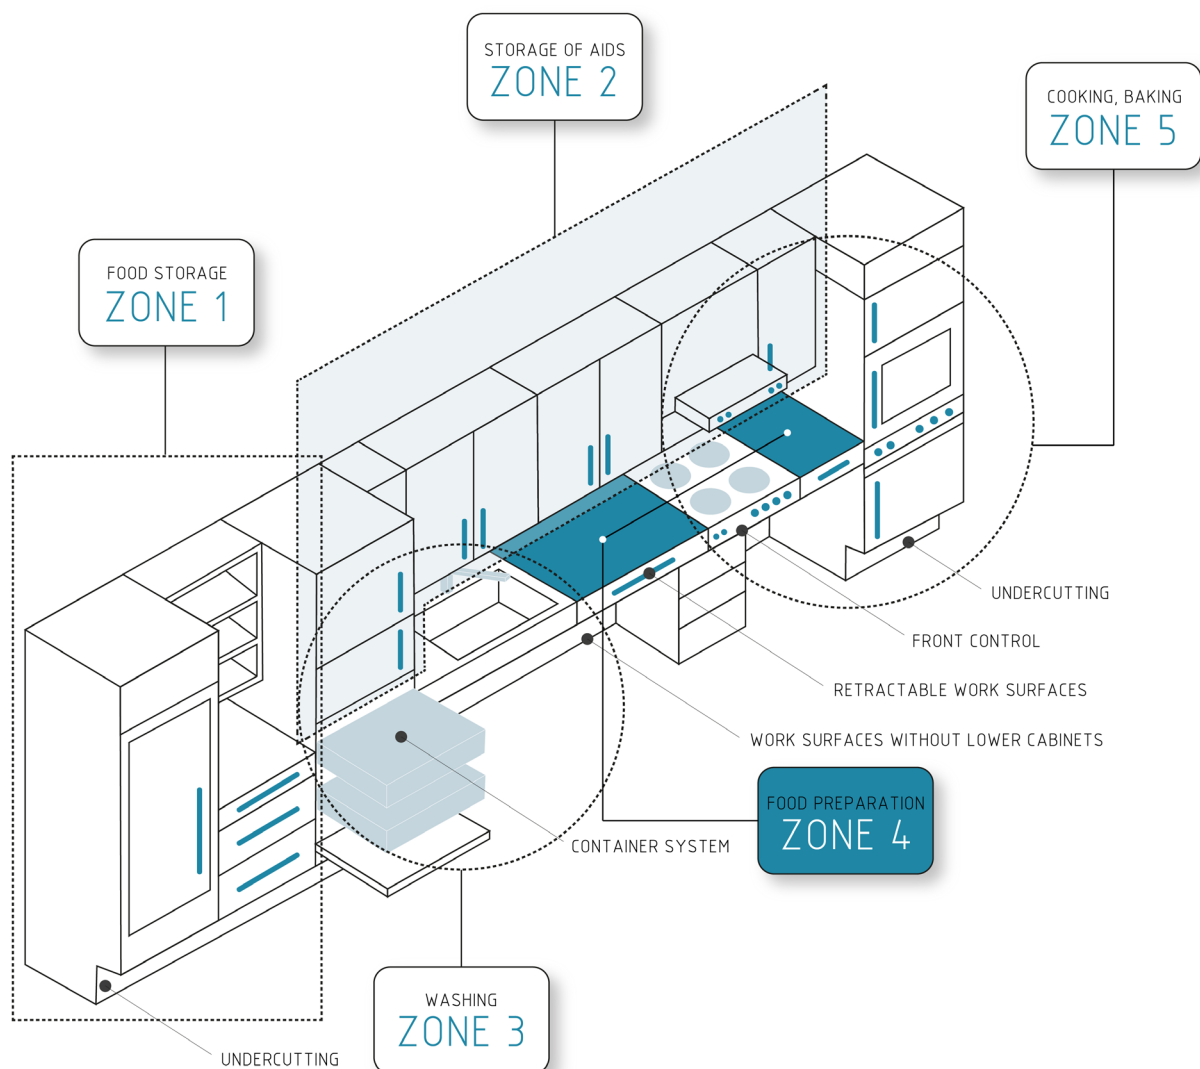 STORAGE OF AIDS
ZONE 2
COOKING, BAKING
ZONE 5
FOOD STORAGE
ZONE 1
UNDERCUTTING
FRONT CONTROL
RETRACTABLE WORK SURFACES
WORK SURFACES WITHOUT LOWER CABINETS
FOOD PREPARATION
ZONE 4
CONTAINER SYSTEM
WASHING
ZONE 3
UNDERCUTTING